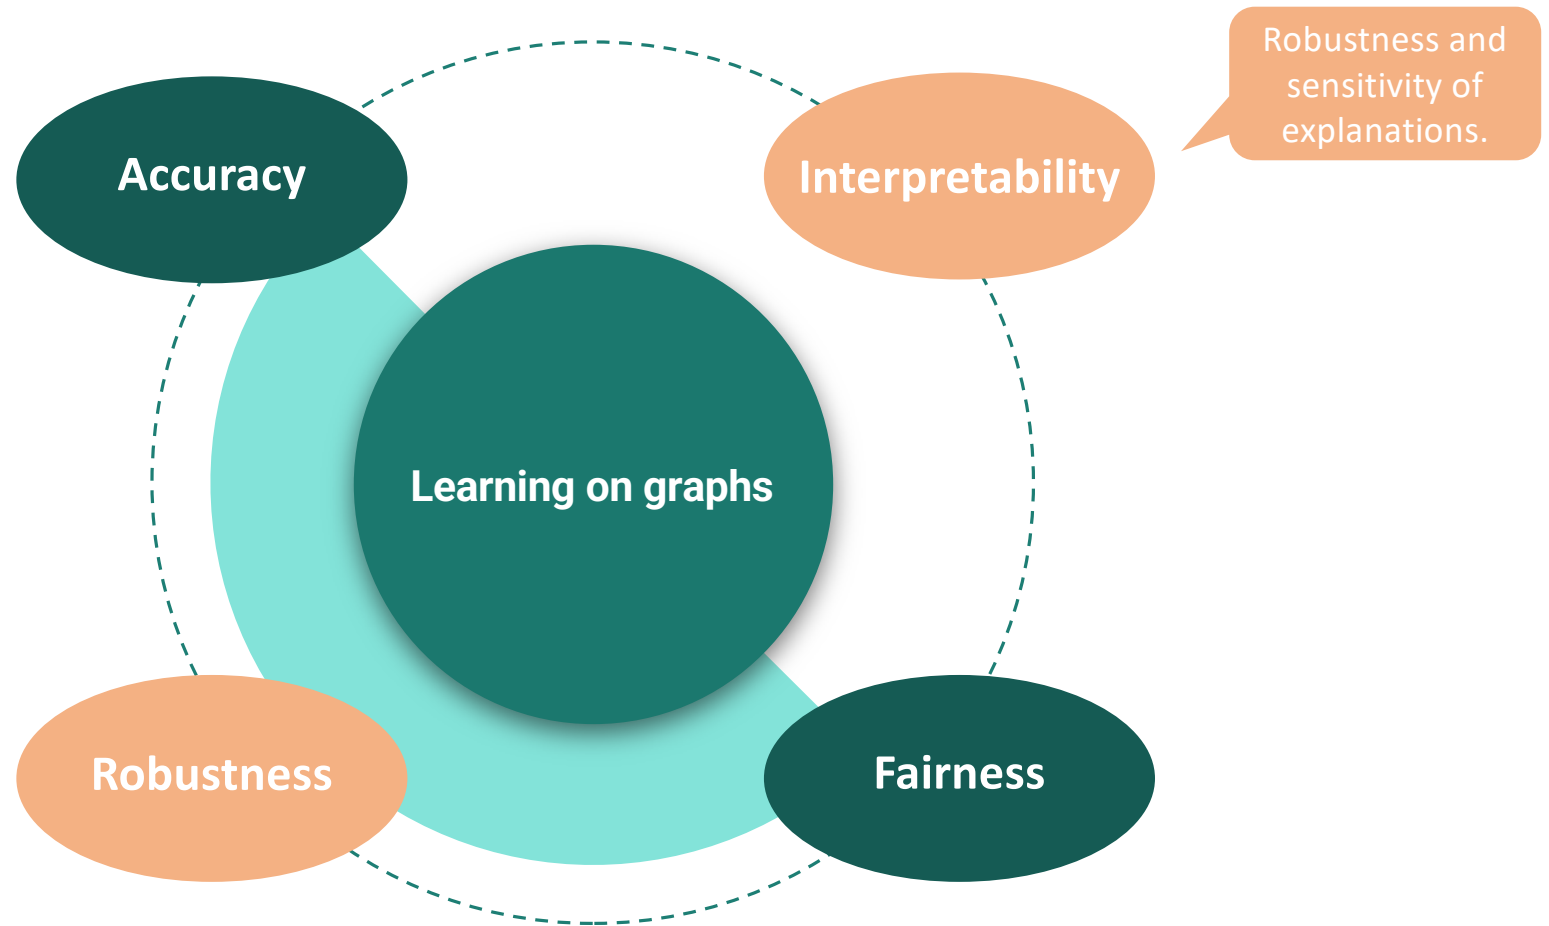 Robustness and
sensitivity of
explanations.
Accuracy
Interpretability
Learning on graphs
Robustness
Fairness